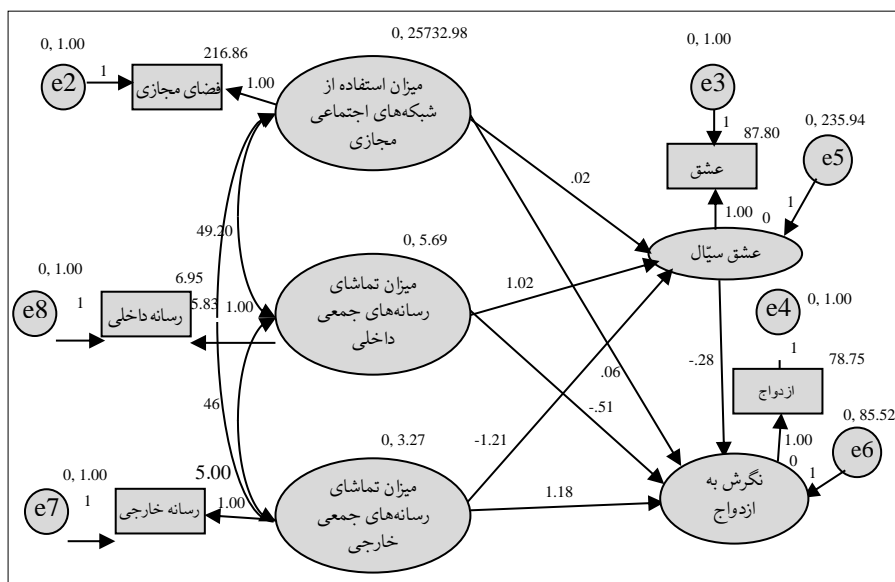 0, 25732.98
0, 1.00
216.86
e2
1
فضای مجازی
1.00
میزان استفاده از
شبکه‌های اجتماعی
مجازی
0, 1.00
e3
1
87.80
عشق
0, 235.94
e5
1
1.00
0
عشق سیّال
.02
49.20
0, 5.69
1.02
0, 1.00
6.95
e8
1
رسانه داخلی
5.83
1.00
میزان تماشای
رسانه‌های جمعی
داخلی
e4
0, 1.00
1
78.75
ازدواج
-.28
.06
-.51
46
0, 3.27
-1.21
1.00
0, 85.52
e6
0
1
0, 1.00
5.00
e7
1
رسانه خارجی
1.00
میزان تماشای
رسانه‌های جمعی
خارجی
1.18
نگرش به
ازدواج